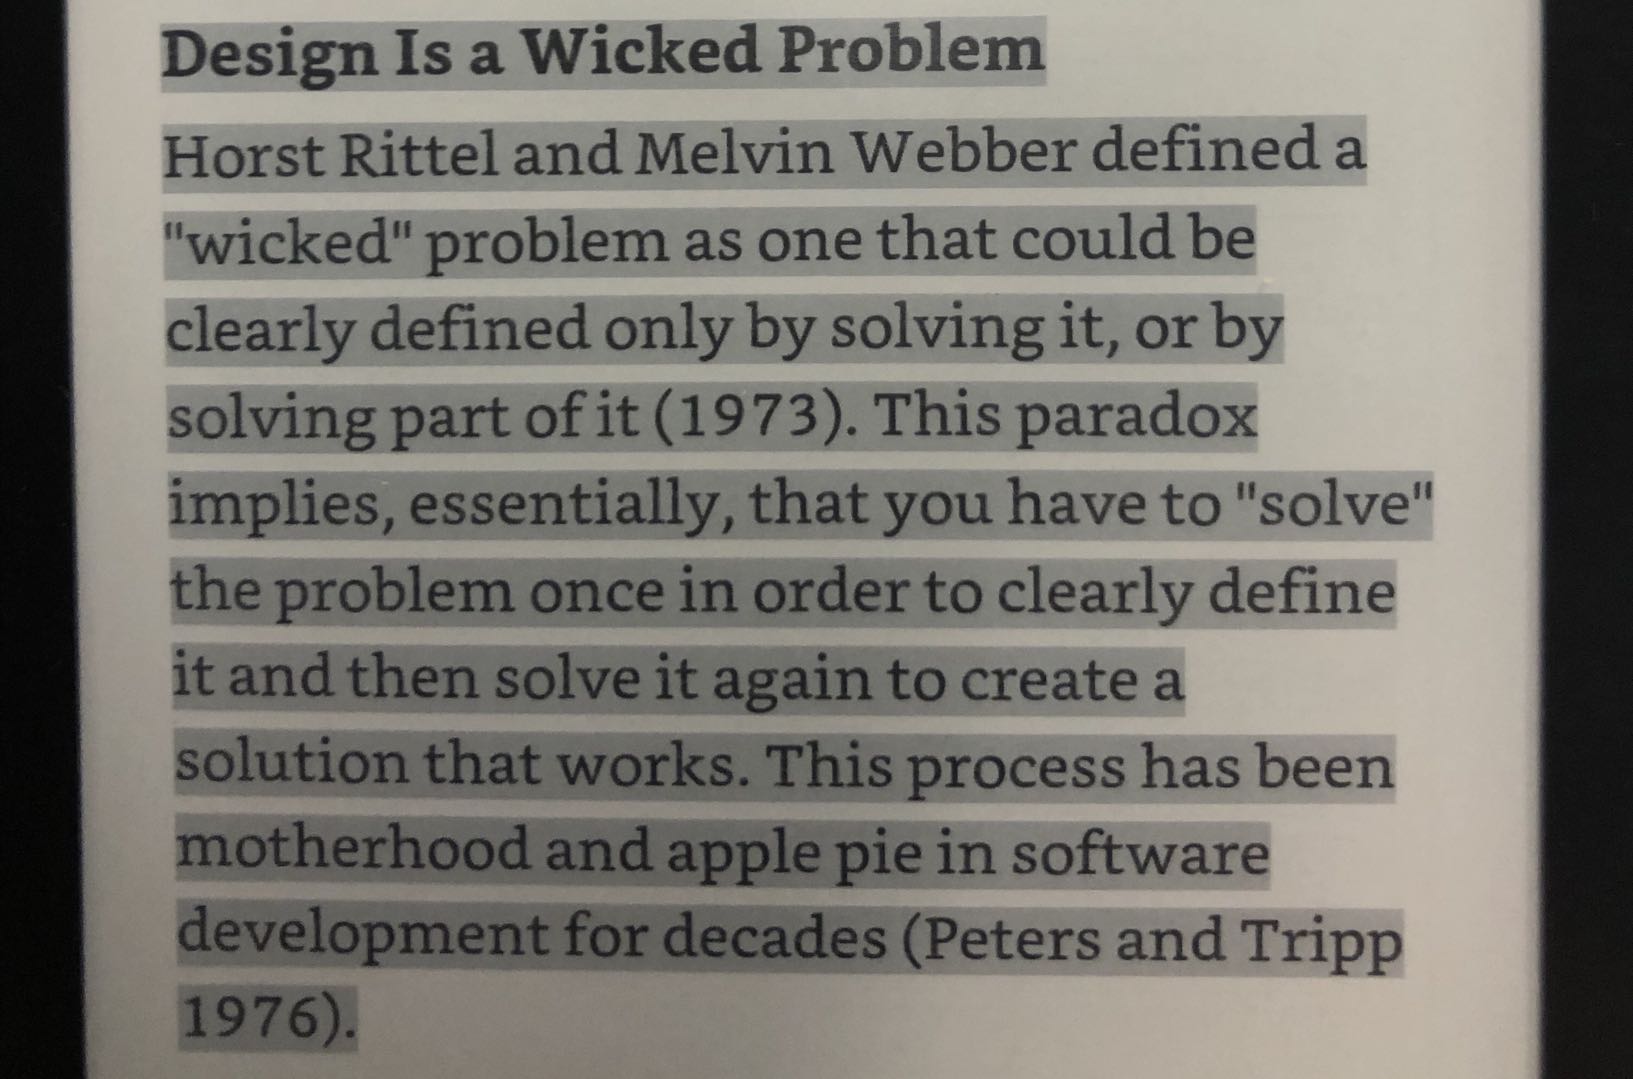 Design Is a Wicked Problem
Horst Rittel and Melvin Webber defined a
"wicked" problem as one that could be
clearly defined only by solving it, or by
solving part of it (1973). This paradox
implies, essentially, that you have to "solve"
the problem once in order to clearly define
it and then solve it again to create a
solution that works. This process has been
motherhood and apple pie in software
development for decades (Peters and Tripp
1976).